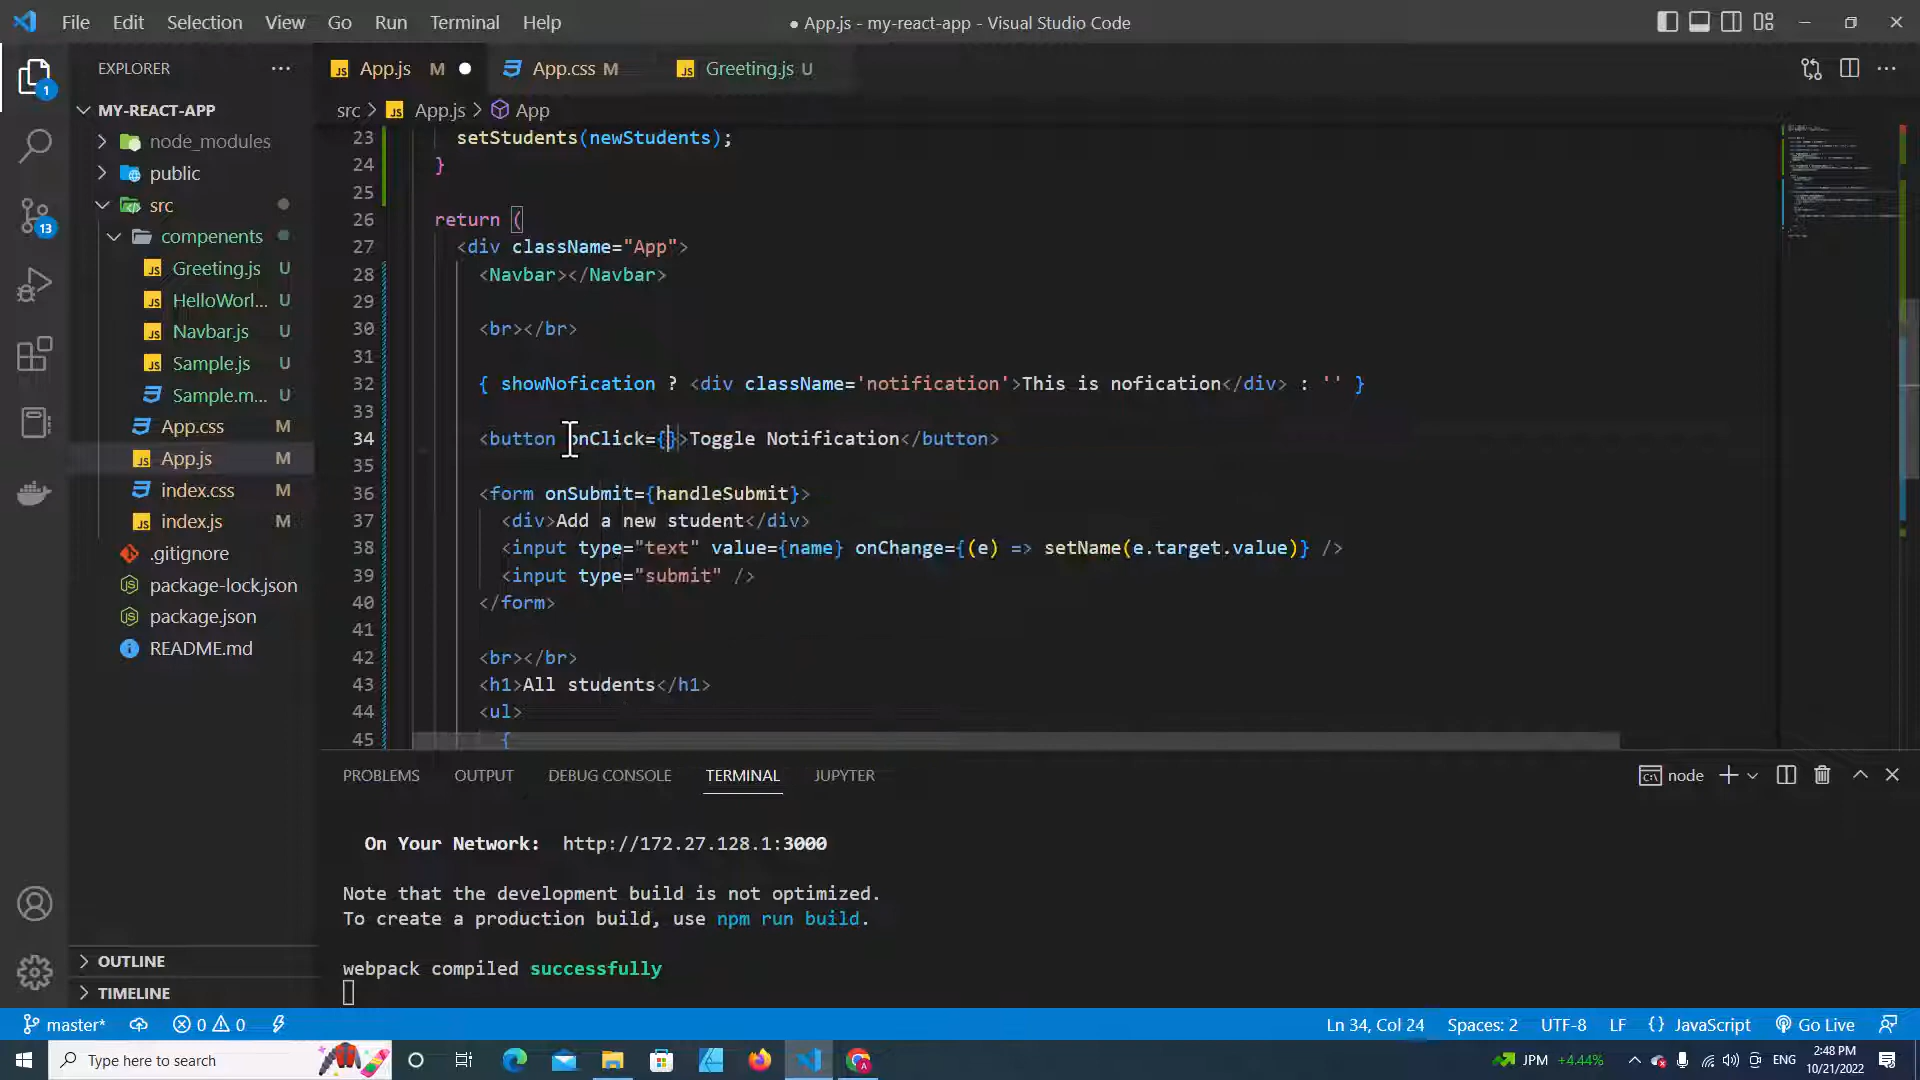 File Edit Selection View Go Run Terminal Help
● App.js - my-react-app - Visual Studio Code
EXPLORER
App.js M
App.css M
Greeting.js U
1
MY-REACT-APP
src > App.js > App
node_modules
public
src
13
compenents
Greeting.js U
HelloWorl... U
Navbar.js U
Sample.js U
Sample.m... U
App.css M
App.js M
index.css M
index.js M
.gitignore
package-lock.json
package.json
README.md
OUTLINE
TIMELINE
23 setStudents(newStudents);
24 }
25
26 return (
27 <div className="App">
28 <Navbar></Navbar>
29
30 <br></br>
31
32 { showNofication ? <div className='notification'>This is nofication</div> : '' }
33
34 <button onClick={}>Toggle Notification</button>
35
36 <form onSubmit={handleSubmit}>
37 <div>Add a new student</div>
38 <input type="text" value={name} onChange={(e) => setName(e.target.value)} />
39 <input type="submit" />
40 </form>
41
42 <br></br>
43 <h1>All students</h1>
44 <ul>
45 {
PROBLEMS OUTPUT DEBUG CONSOLE TERMINAL JUPYTER
node
On Your Network: http://172.27.128.1:3000
Note that the development build is not optimized.
To create a production build, use npm run build.
webpack compiled successfully
master* 0 0
Ln 34, Col 24 Spaces: 2 UTF-8 LF {} JavaScript Go Live
Type here to search
JPM +4.44%
ENG
2:48 PM
10/21/2022